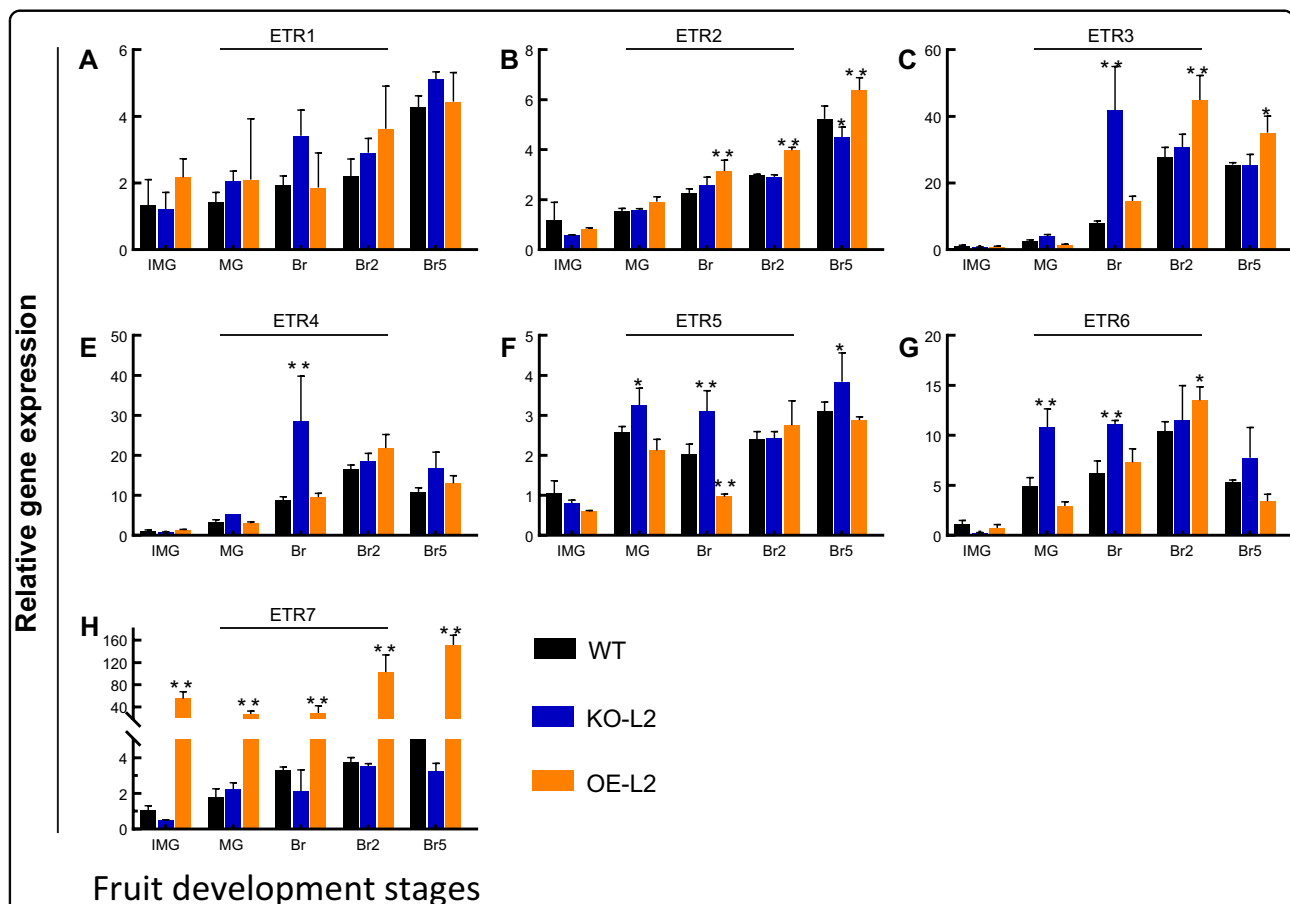 Relative gene expression
A
ETR1
6
4
2
0
IMG MG Br Br2 Br5
B
ETR2
8
6
4
2
0
**
**
*
**
IMG MG Br Br2 Br5
C
ETR3
60
40
20
0
**
**
*
IMG MG Br Br2 Br5
E
ETR4
50
40
30
20
10
0
**
IMG MG Br Br2 Br5
F
ETR5
5
4
3
2
1
0
*
**
**
*
IMG MG Br Br2 Br5
G
ETR6
20
15
10
5
0
**
**
*
IMG MG Br Br2 Br5
H
ETR7
160
120
80
40
4
2
0
**
**
**
**
**
IMG MG Br Br2 Br5
WT
KO-L2
OE-L2
Fruit development stages